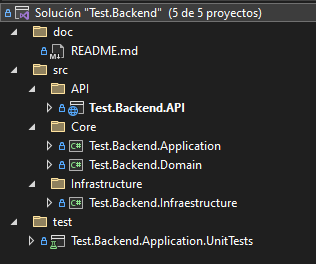 Solución "Test.Backend" (5 de 5 proyectos)
doc
README.md
src
API
Test.Backend.API
Core
Test.Backend.Application
Test.Backend.Domain
Infrastructure
Test.Backend.Infraestructure
test
Test.Backend.Application.UnitTests